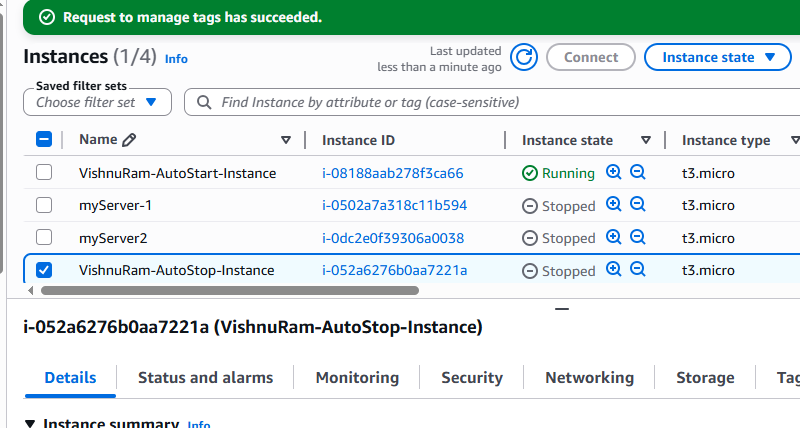 Request to manage tags has succeeded.
Instances (1/4) Info
Last updated
less than a minute ago
Connect
Instance state
Saved filter sets
Choose filter set
Find Instance by attribute or tag (case-sensitive)
Name Instance ID Instance state Instance type
VishnuRam-AutoStart-Instance i-08188aab278f3ca66 Running t3.micro
myServer-1 i-0502a7a318c11b594 Stopped t3.micro
myServer2 i-0dc2e0f39306a0038 Stopped t3.micro
VishnuRam-AutoStop-Instance i-052a6276b0aa7221a Stopped t3.micro
i-052a6276b0aa7221a (VishnuRam-AutoStop-Instance)
Details Status and alarms Monitoring Security Networking Storage Tag
Instance summary Info